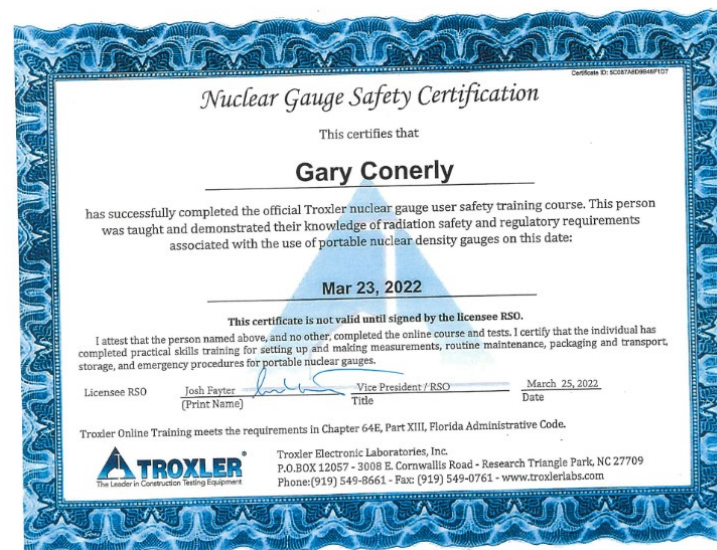 Nuclear Gauge Safety Certification
This certifies that
Gary Conerly
has successfully completed the official Troxler nuclear gauge user safety training course. This person
was taught and demonstrated their knowledge of radiation safety and regulatory requirements
associated with the use of portable nuclear density gauges on this date:
Mar 23, 2022
This certificate is not valid until signed by the licensee RSO.
I attest that the person named above, and no other, completed the online course and tests. I certify that the individual has
completed practical skills training for setting up and making measurements, routine maintenance, packaging and transport,
storage, and emergency procedures for portable nuclear gauges.
Licensee RSO Josh Fayter Vice President / RSO March 25, 2022
(Print Name) Title Date
Troxler Online Training meets the requirements in Chapter 64E, Part XIII, Florida Administrative Code.
TROXLER®
The Leader in Construction Testing Equipment
Troxler Electronic Laboratories, Inc.
P.O.BOX 12057 - 3008 E. Cornwallis Road - Research Triangle Park, NC 27709
Phone:(919) 549-8661 - Fax: (919) 549-0761 - www.troxlerlabs.com